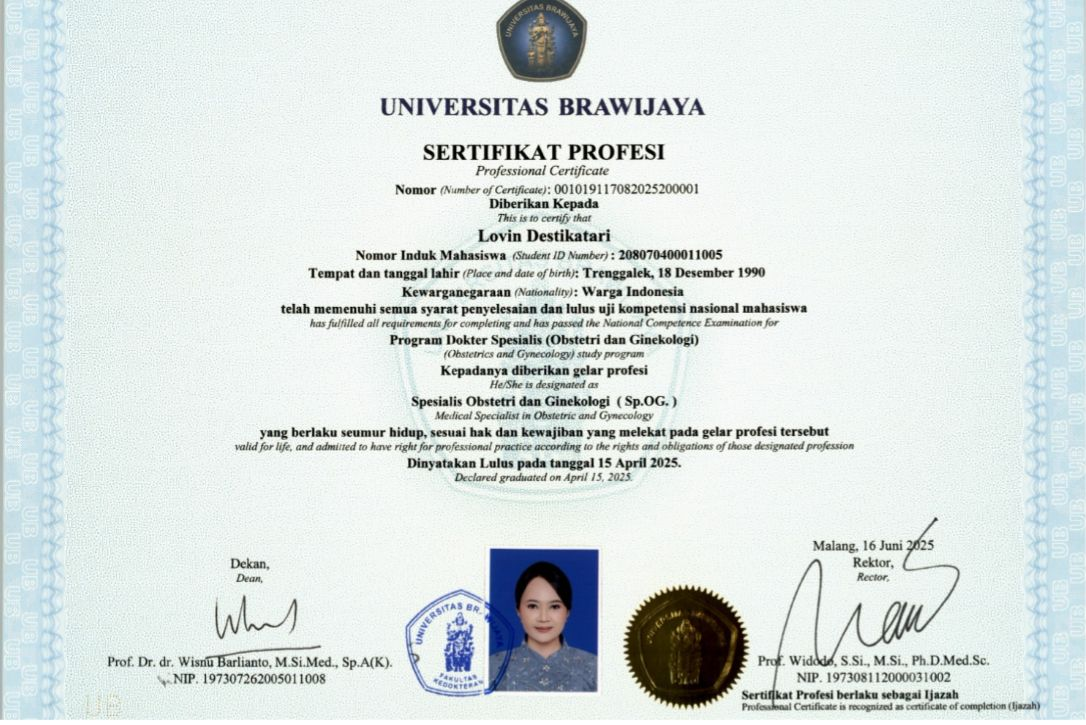 UNIVERSITAS BRAWIJAYA
UNIVERSITAS BRAWIJAYA
SERTIFIKAT PROFESI
Professional Certificate
Nomor (Number of Certificate): 001019117082025200001
Diberikan Kepada
This is to certify that
Lovin Destikatari
Nomor Induk Mahasiswa (Student ID Number) : 208070400011005
Tempat dan tanggal lahir (Place and date of birth): Trenggalek, 18 Desember 1990
Kewarganegaraan (Nationality): Warga Indonesia
telah memenuhi semua syarat penyelesaian dan lulus uji kompetensi nasional mahasiswa
has fulfilled all requirements for completing and has passed the National Competence Examination for
Program Dokter Spesialis (Obstetri dan Ginekologi)
(Obstetrics and Gynecology) study program
Kepadanya diberikan gelar profesi
He/She is designated as
Spesialis Obstetri dan Ginekologi ( Sp.OG. )
Medical Specialist in Obstetric and Gynecology
yang berlaku seumur hidup, sesuai hak dan kewajiban yang melekat pada gelar profesi tersebut
valid for life, and admitted to have right for professional practice according to the rights and obligations of those designated profession
Dinyatakan Lulus pada tanggal 15 April 2025.
Declared graduated on April 15, 2025.
Malang, 16 Juni 2025
Dekan,
Dean,
Rektor,
Rector,
UNIVERSITAS BRAWIJAYA
FAKULTAS
KEDOKTERAN
Prof. Dr. dr. Wisnu Barlianto, M.Si.Med., Sp.A(K).
NIP. 197307262005011008
Prof. Widodo, S.Si., M.Si., Ph.D.Med.Sc.
NIP. 197308112000031002
Sertifikat Profesi berlaku sebagai Ijazah
Professional Certificate is recognized as certificate of completion (Ijazah)
UB